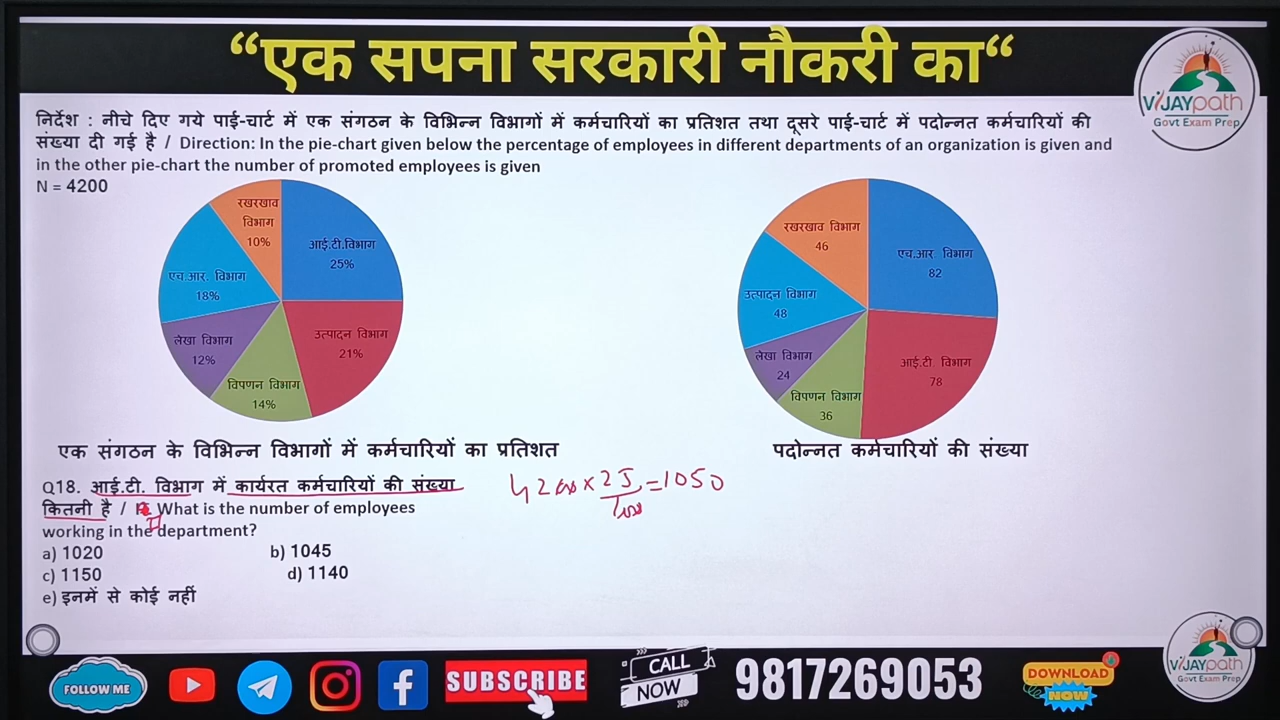 “एक सपना सरकारी नौकरी का“
VIJAYpath
Govt Exam Prep
निर्देश : नीचे दिए गये पाई-चार्ट में एक संगठन के विभिन्न विभागों में कर्मचारियों का प्रतिशत तथा दूसरे पाई-चार्ट में पदोन्नत कर्मचारियों की
संख्या दी गई है / Direction: In the pie-chart given below the percentage of employees in different departments of an organization is given and
in the other pie-chart the number of promoted employees is given
N = 4200
रखरखाव
विभाग
10%
आई.टी.विभाग
25%
एच.आर. विभाग
18%
लेखा विभाग
12%
उत्पादन विभाग
21%
विपणन विभाग
14%
रखरखाव विभाग
46
एच.आर. विभाग
82
उत्पादन विभाग
48
लेखा विभाग
24
आई.टी. विभाग
78
विपणन विभाग
36
एक संगठन के विभिन्न विभागों में कर्मचारियों का प्रतिशत
पदोन्नत कर्मचारियों की संख्या
Q18. आई.टी. विभाग में कार्यरत कर्मचारियों की संख्या
कितनी है / What is the number of employees
working in the department?
4200 × 25/100 = 1050
a) 1020
b) 1045
c) 1150
d) 1140
e) इनमें से कोई नहीं
VIJAYpath
Govt Exam Prep
FOLLOW ME
SUBSCRIBE
CALL
NOW
9817269053
DOWNLOAD
NOW